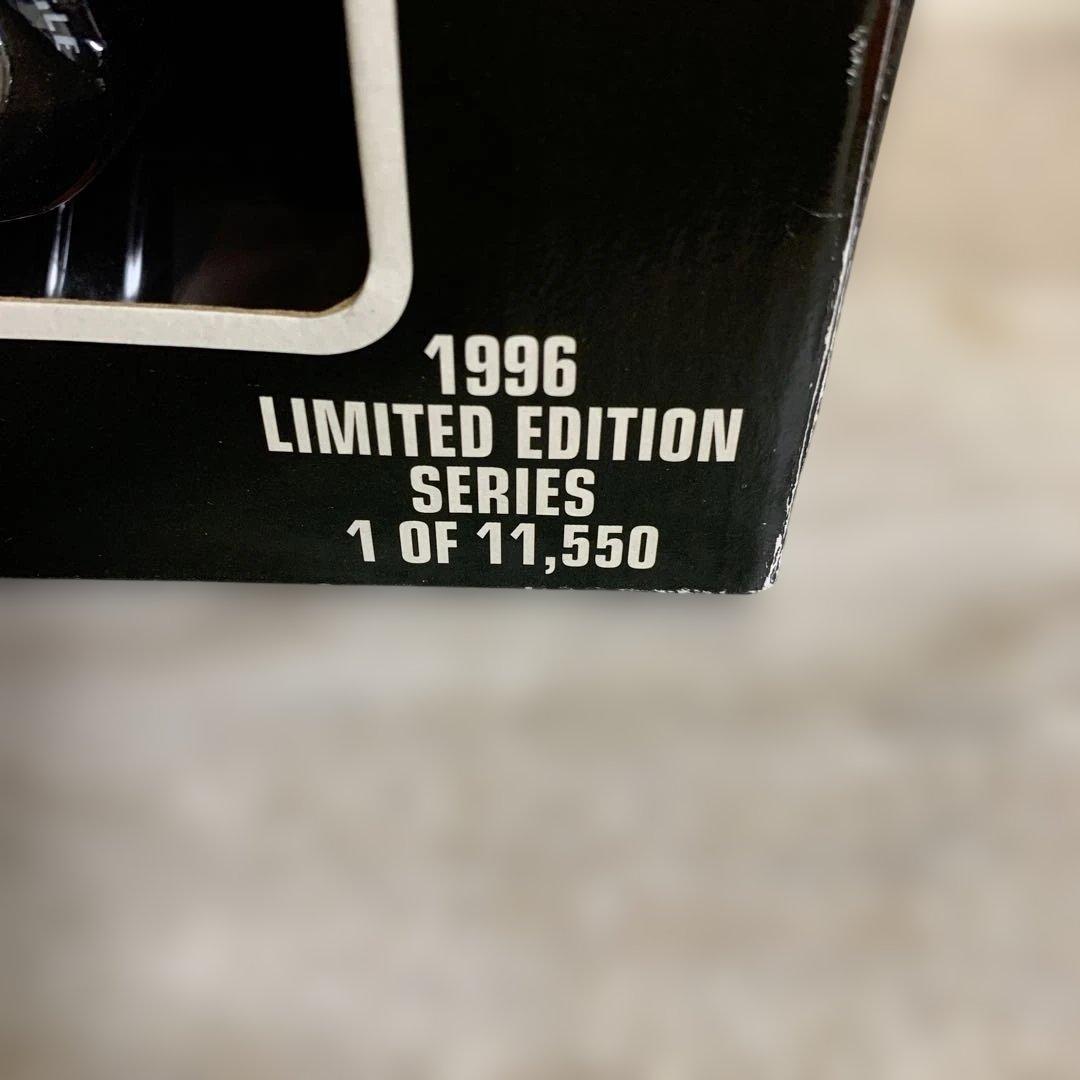 1996
LIMITED EDITION
SERIES
1 OF 11,550